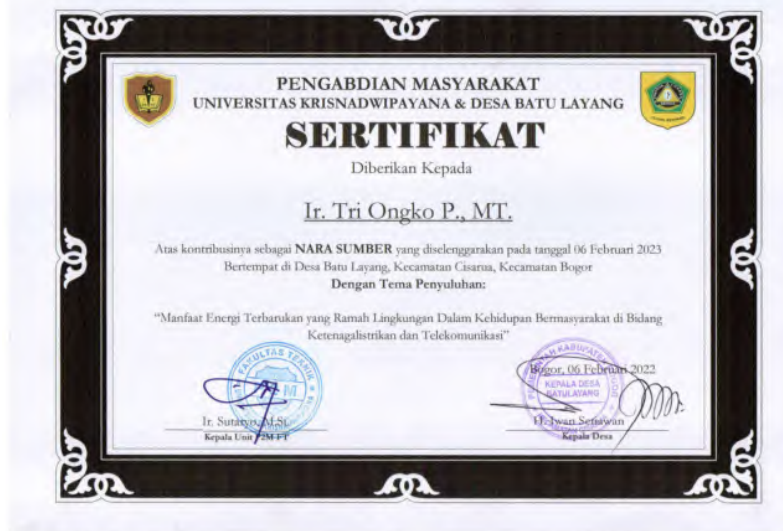 PENGABDIAN MASYARAKAT
UNIVERSITAS KRISNADWIPAYANA & DESA BATU LAYANG
SERTIFIKAT
Diberikan Kepada
Ir. Tri Ongko P., MT.
Atas kontribusinya sebagai NARA SUMBER yang diselenggarakan pada tanggal 06 Februari 2023
Bertempat di Desa Batu Layang, Kecamatan Cisarua, Kecamatan Bogor
Dengan Tema Penyuluhan:
“Manfaat Energi Terbarukan yang Ramah Lingkungan Dalam Kehidupan Bermasyarakat di Bidang
Ketenagalistrikan dan Telekomunikasi”
FAKULTAS TEKNIK
M
Ir. M.St.
Kepala Unit P2M FT
Bogor, 06 Februari 2022
KEPALA DESA
BATULAYANG
H. Iwan Setiawan
Kepala Desa